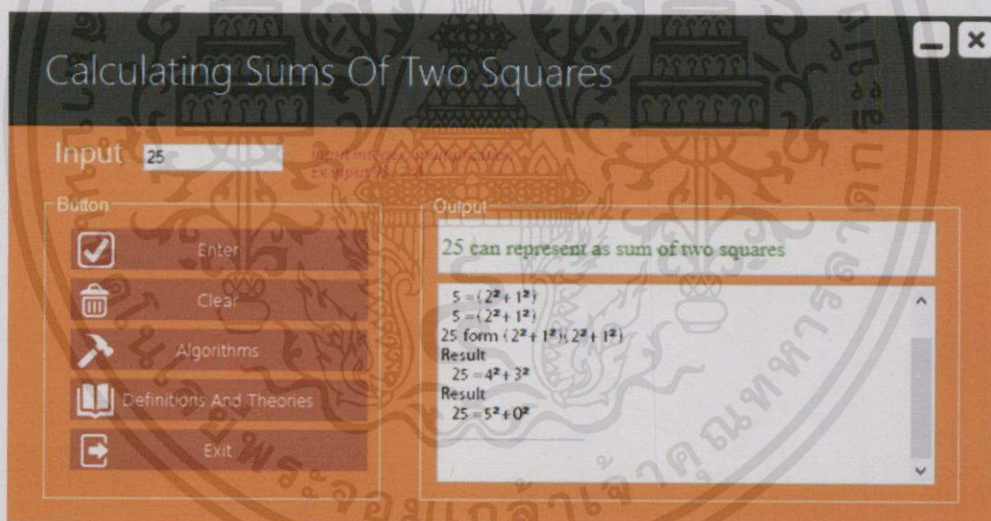 Calculating Sums Of Two Squares
Input 25
Input integer
Button
Enter
Clear
Algorithms
Definitions And Theories
Exit
Output
25 can represent as sum of two squares
5 =(2²+ 1²)
5 =(2²+ 1²)
25 form (2²+ 1²)(2²+ 1²)
Result
25 = 4²+ 3²
Result
25 = 5²+ 0²